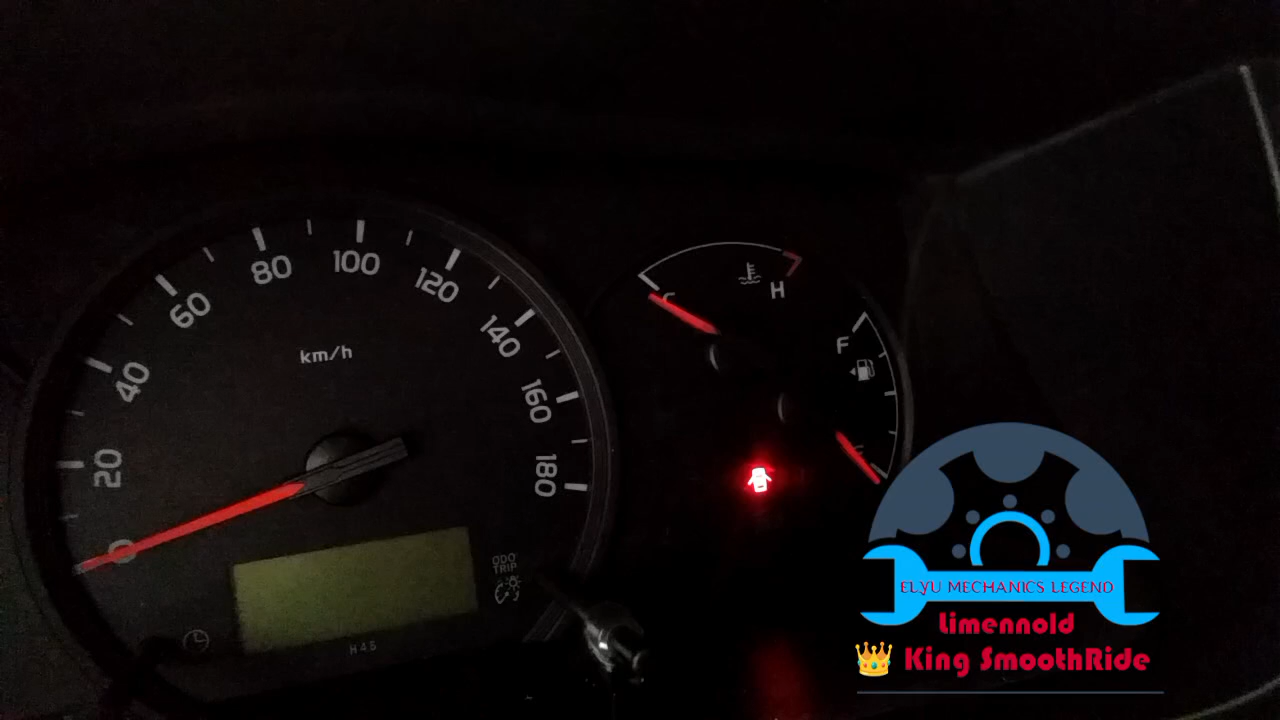 0
20
40
60
80
100
120
140
160
180
km/h
ODO
TRIP
H45
C
H
F
ELYU MECHANICS LEGEND
Limennold
King SmoothRide